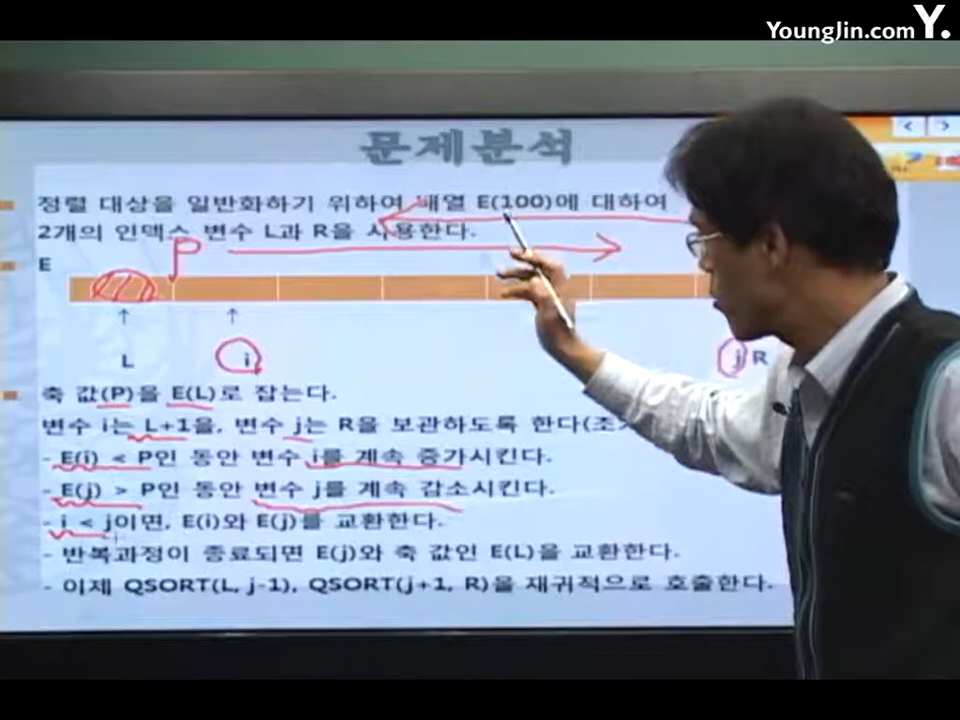 YoungJin.com Y.
문제분석
정렬 대상을 일반화하기 위하여 배열 E(100)에 대하여
2개의 인덱스 변수 L과 R을 사용한다.
P
E
L i j R
축 값(P)을 E(L)로 잡는다.
변수 i는 L+1을, 변수 j는 R을 보관하도록 한다(조
- E(i) < P인 동안 변수 i를 계속 증가시킨다.
- E(j) > P인 동안 변수 j를 계속 감소시킨다.
- i < j이면, E(i)와 E(j)를 교환한다.
- 반복과정이 종료되면 E(j)와 축 값인 E(L)을 교환한다.
- 이제 QSORT(L, j-1), QSORT(j+1, R)을 재귀적으로 호출한다.